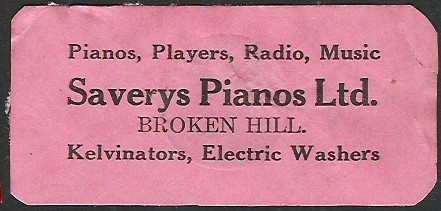 Pianos, Players, Radio, Music
Saverys Pianos Ltd.
BROKEN HILL.
Kelvinators, Electric Washers